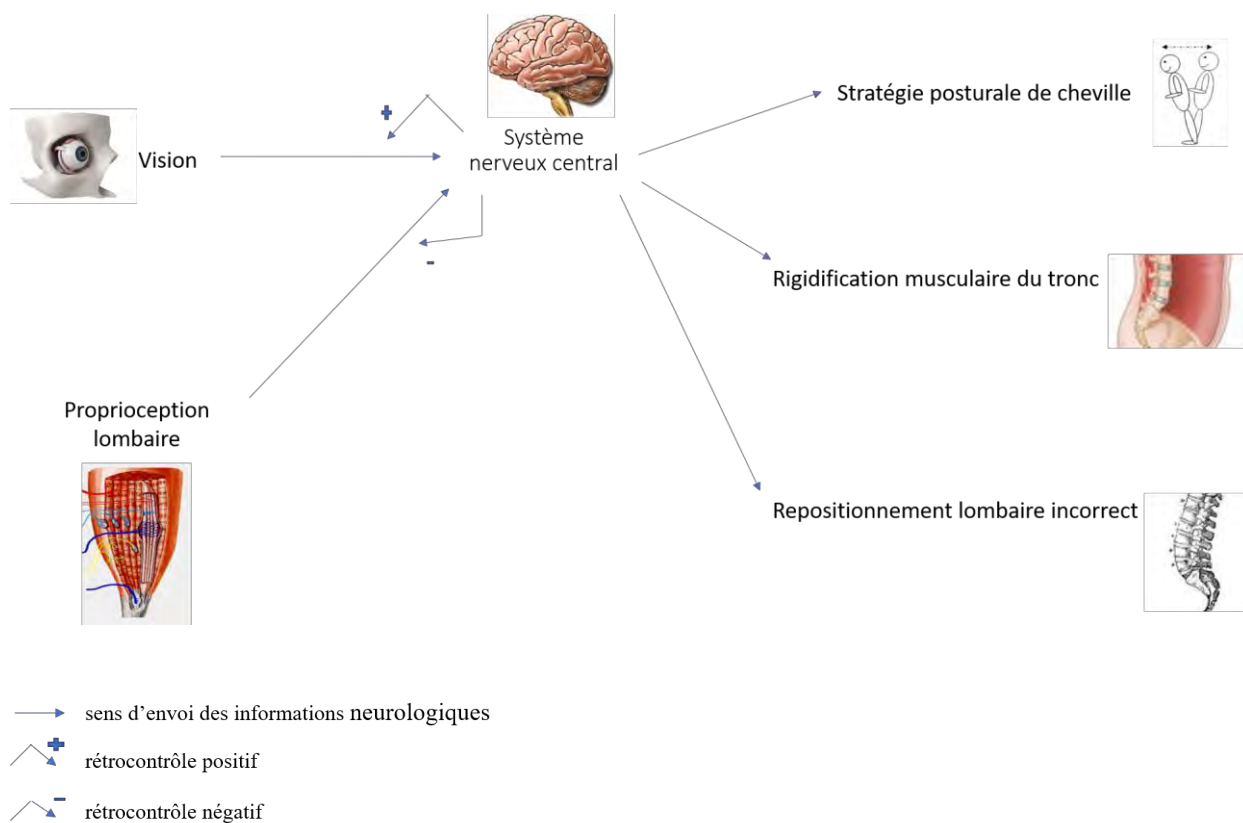 Système
nerveux central
Vision
Stratégie posturale de cheville
+
-
Rigidification musculaire du tronc
Proprioception
lombaire
Repositionnement lombaire incorrect
sens d’envoi des informations neurologiques
+
rétrocontrôle positif
-
rétrocontrôle négatif